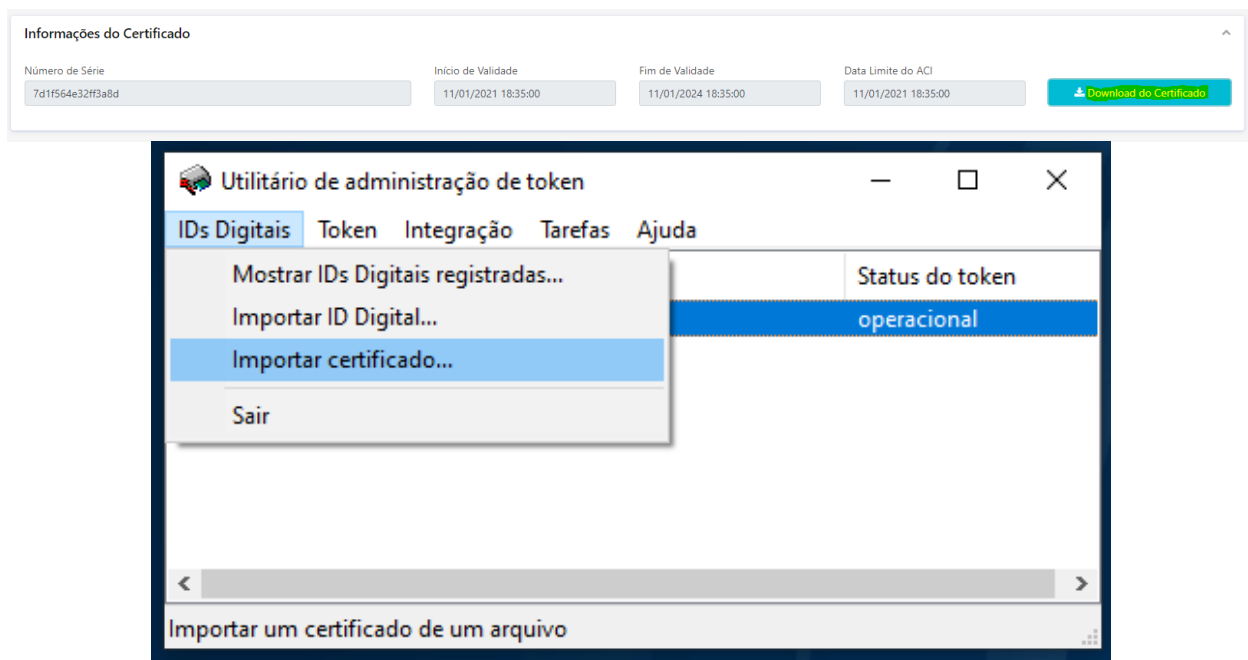 Informações do Certificado
Número de Série Início de Validade Fim de Validade Data Limite do ACI
7d1f564e32ff3a8d 11/01/2021 18:35:00 11/01/2024 18:35:00 11/01/2021 18:35:00 Download do Certificado
Utilitário de administração de token
IDs Digitais Token Integração Tarefas Ajuda
Mostrar IDs Digitais registradas... Status do token
Importar ID Digital... operacional
Importar certificado...
Sair
Importar um certificado de um arquivo